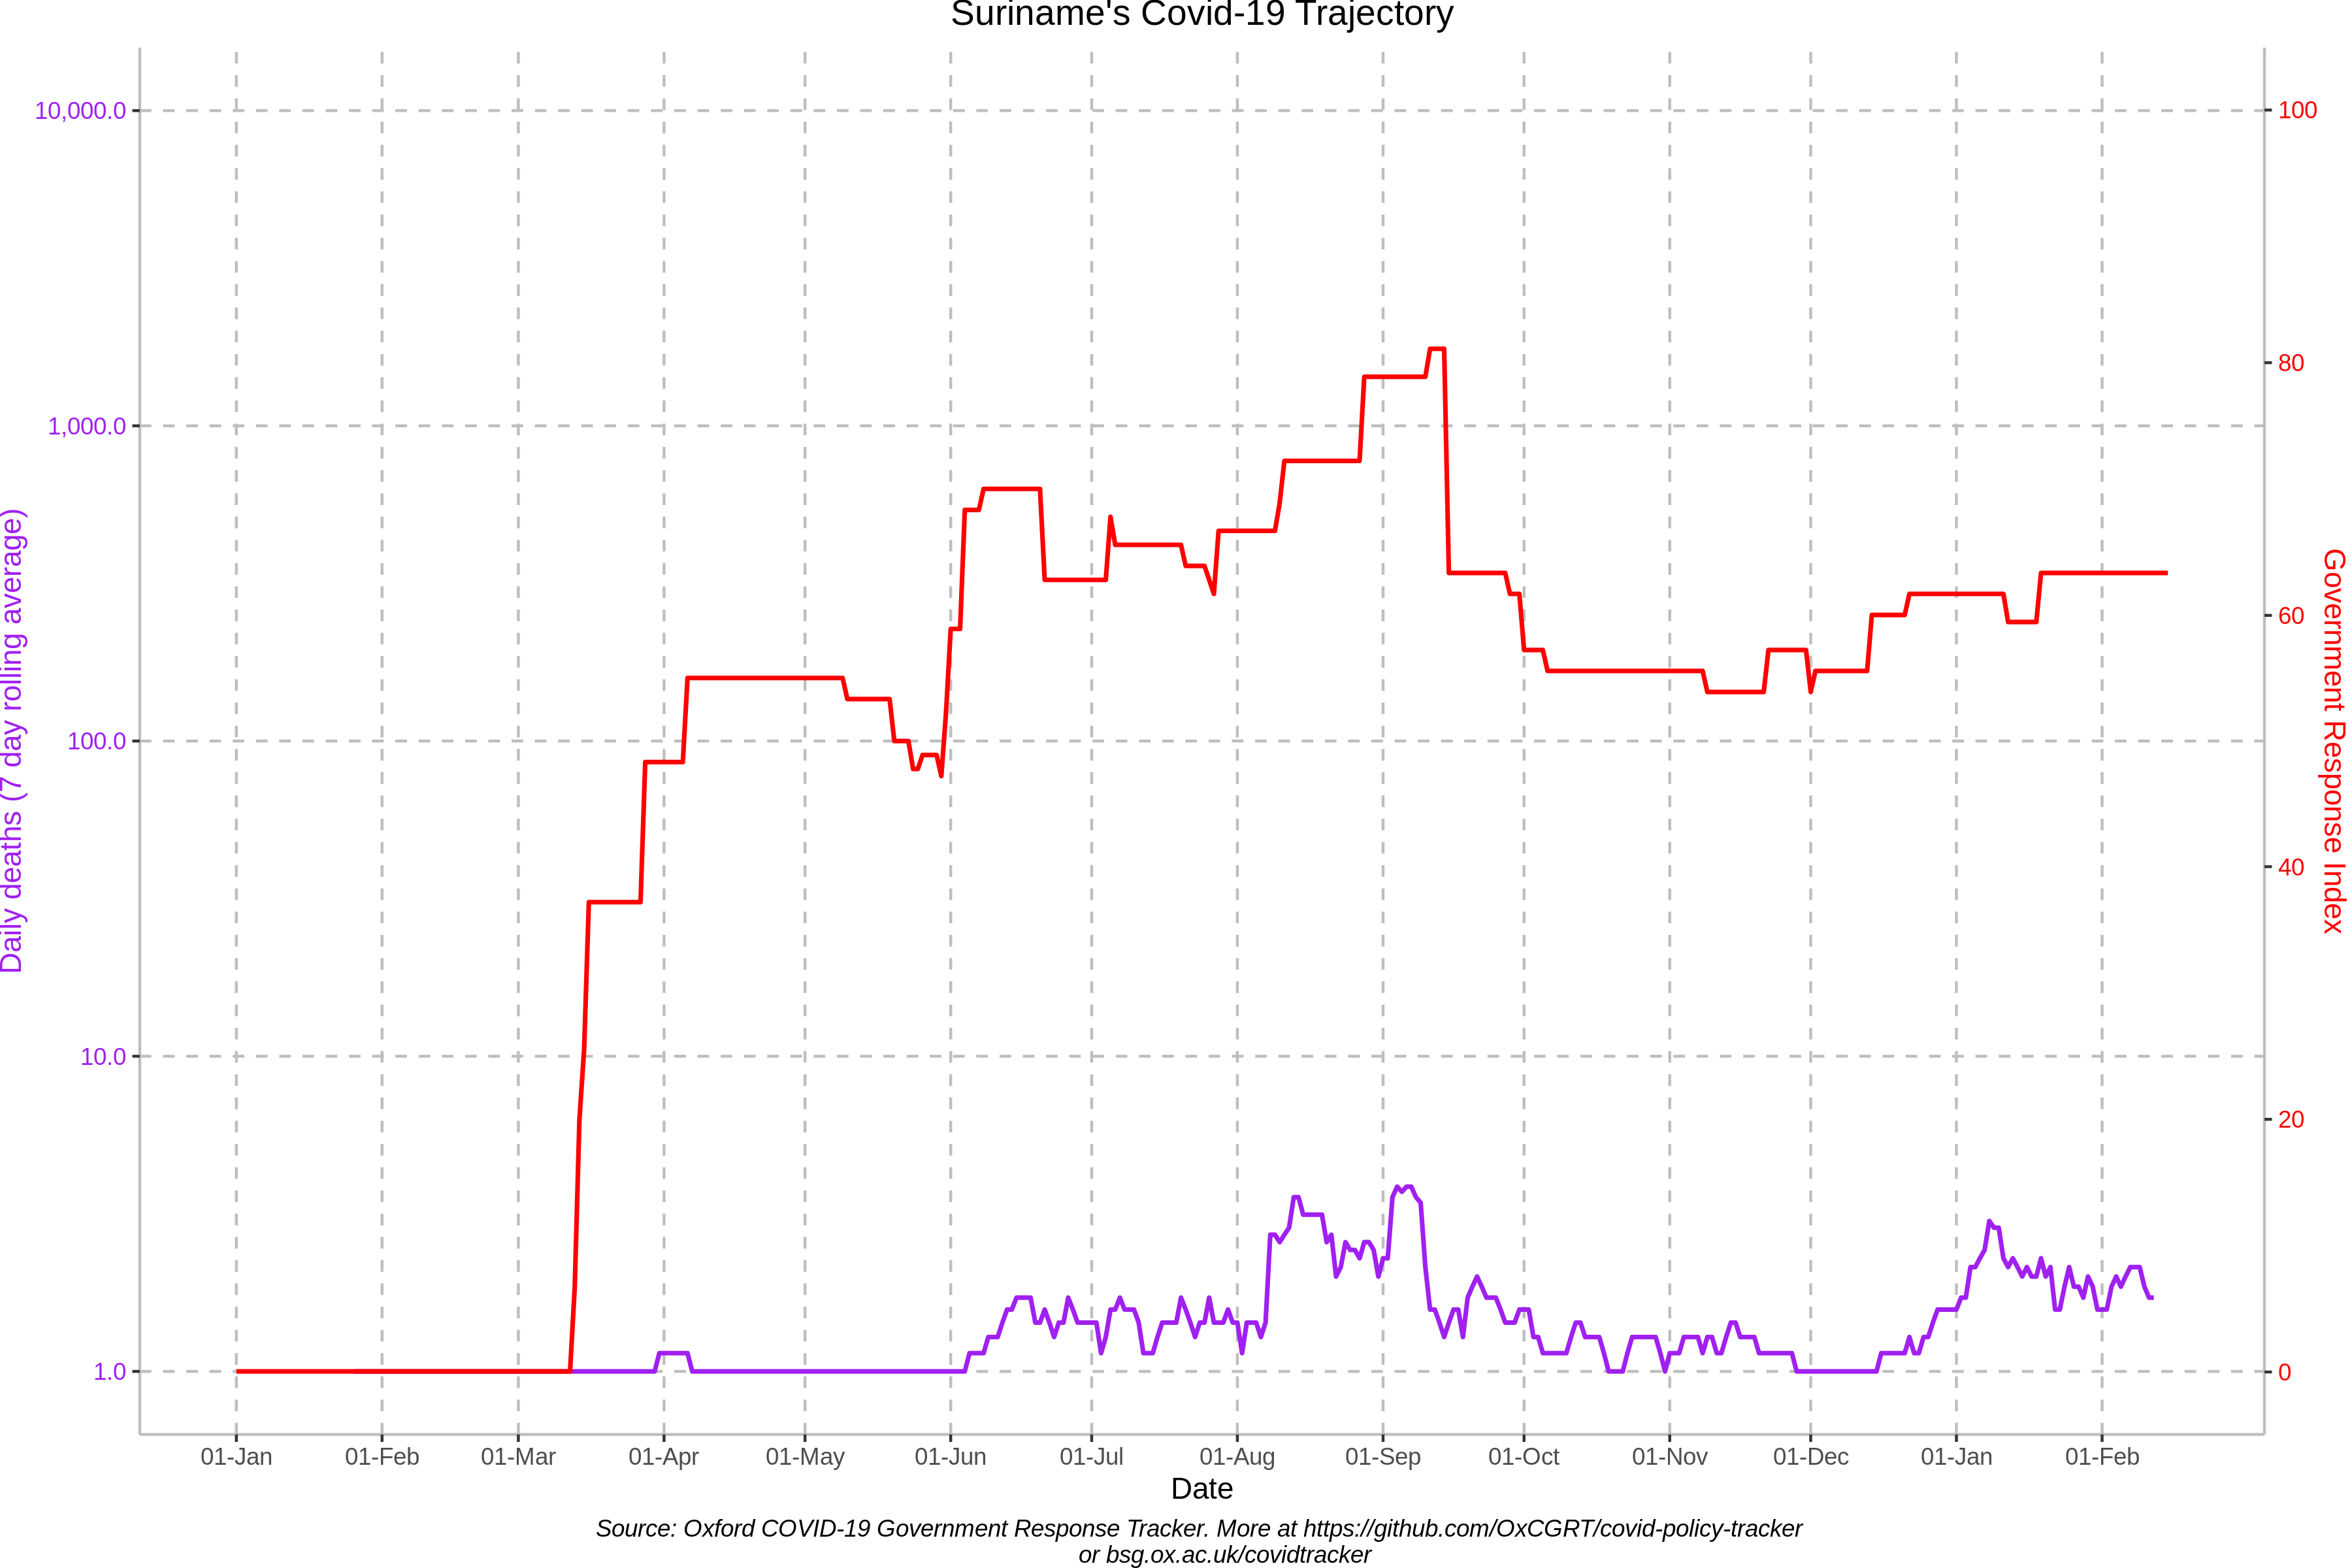 Suriname's Covid-19 Trajectory
Daily deaths (7 day rolling average)
10,000.0
1,000.0
100.0
10.0
1.0
100
80
60
40
20
0
Government Response Index
01-Jan 01-Feb 01-Mar 01-Apr 01-May 01-Jun 01-Jul 01-Aug 01-Sep 01-Oct 01-Nov 01-Dec 01-Jan 01-Feb
Date
Source: Oxford COVID-19 Government Response Tracker. More at https://github.com/OxCGRT/covid-policy-tracker
or bsg.ox.ac.uk/covidtracker